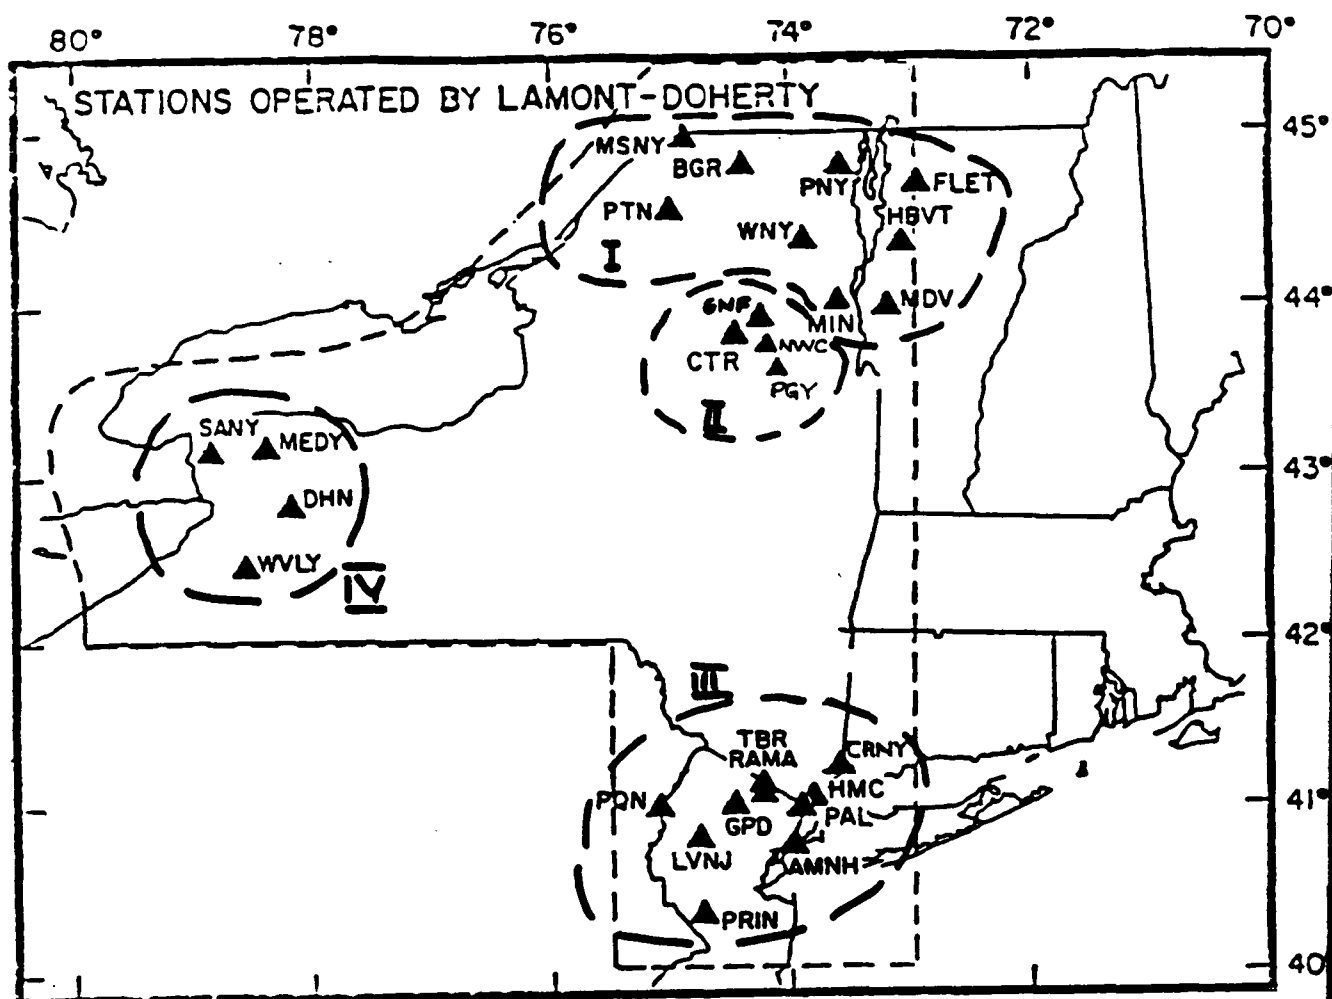 80° 78° 76° 74° 72° 70°
STATIONS OPERATED BY LAMONT-DOHERTY
45°
MSNY
BGR
PNY
FLET
PTN
HBVT
WNY
I
44°
MDV
GNF
MIN
NWC
CTR
PGY
II
SANY
MEDY
43°
DHN
WVLY
IV
42°
III
TBR
CRNY
RAMA
HMC
41°
PQN
PAL
GPD
LVNJ
AMNH
PRIN
40